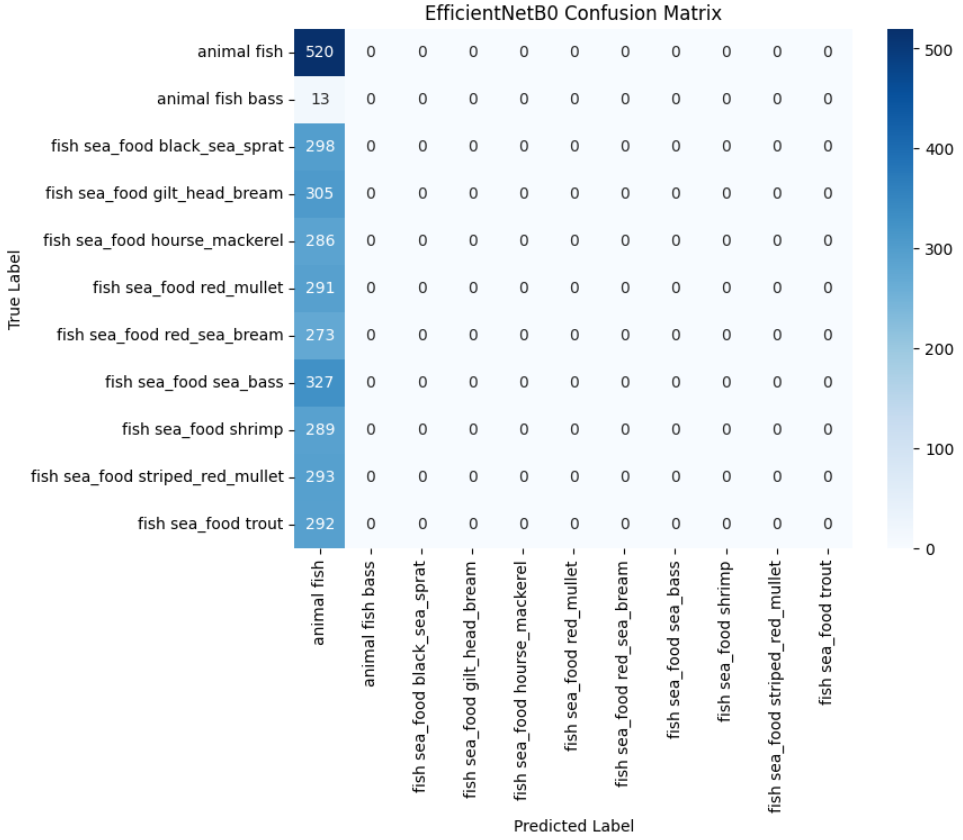 EfficientNetB0 Confusion Matrix
animal fish 520 0 0 0 0 0 0 0 0 0 0
animal fish bass 13 0 0 0 0 0 0 0 0 0 0
fish sea_food black_sea_sprat 298 0 0 0 0 0 0 0 0 0 0
fish sea_food gilt_head_bream 305 0 0 0 0 0 0 0 0 0 0
fish sea_food hourse_mackerel 286 0 0 0 0 0 0 0 0 0 0
fish sea_food red_mullet 291 0 0 0 0 0 0 0 0 0 0
fish sea_food red_sea_bream 273 0 0 0 0 0 0 0 0 0 0
fish sea_food sea_bass 327 0 0 0 0 0 0 0 0 0 0
fish sea_food shrimp 289 0 0 0 0 0 0 0 0 0 0
fish sea_food striped_red_mullet 293 0 0 0 0 0 0 0 0 0 0
fish sea_food trout 292 0 0 0 0 0 0 0 0 0 0
True Label
animal fish
animal fish bass
fish sea_food black_sea_sprat
fish sea_food gilt_head_bream
fish sea_food hourse_mackerel
fish sea_food red_mullet
fish sea_food red_sea_bream
fish sea_food sea_bass
fish sea_food shrimp
fish sea_food striped_red_mullet
fish sea_food trout
Predicted Label
500
400
300
200
100
0